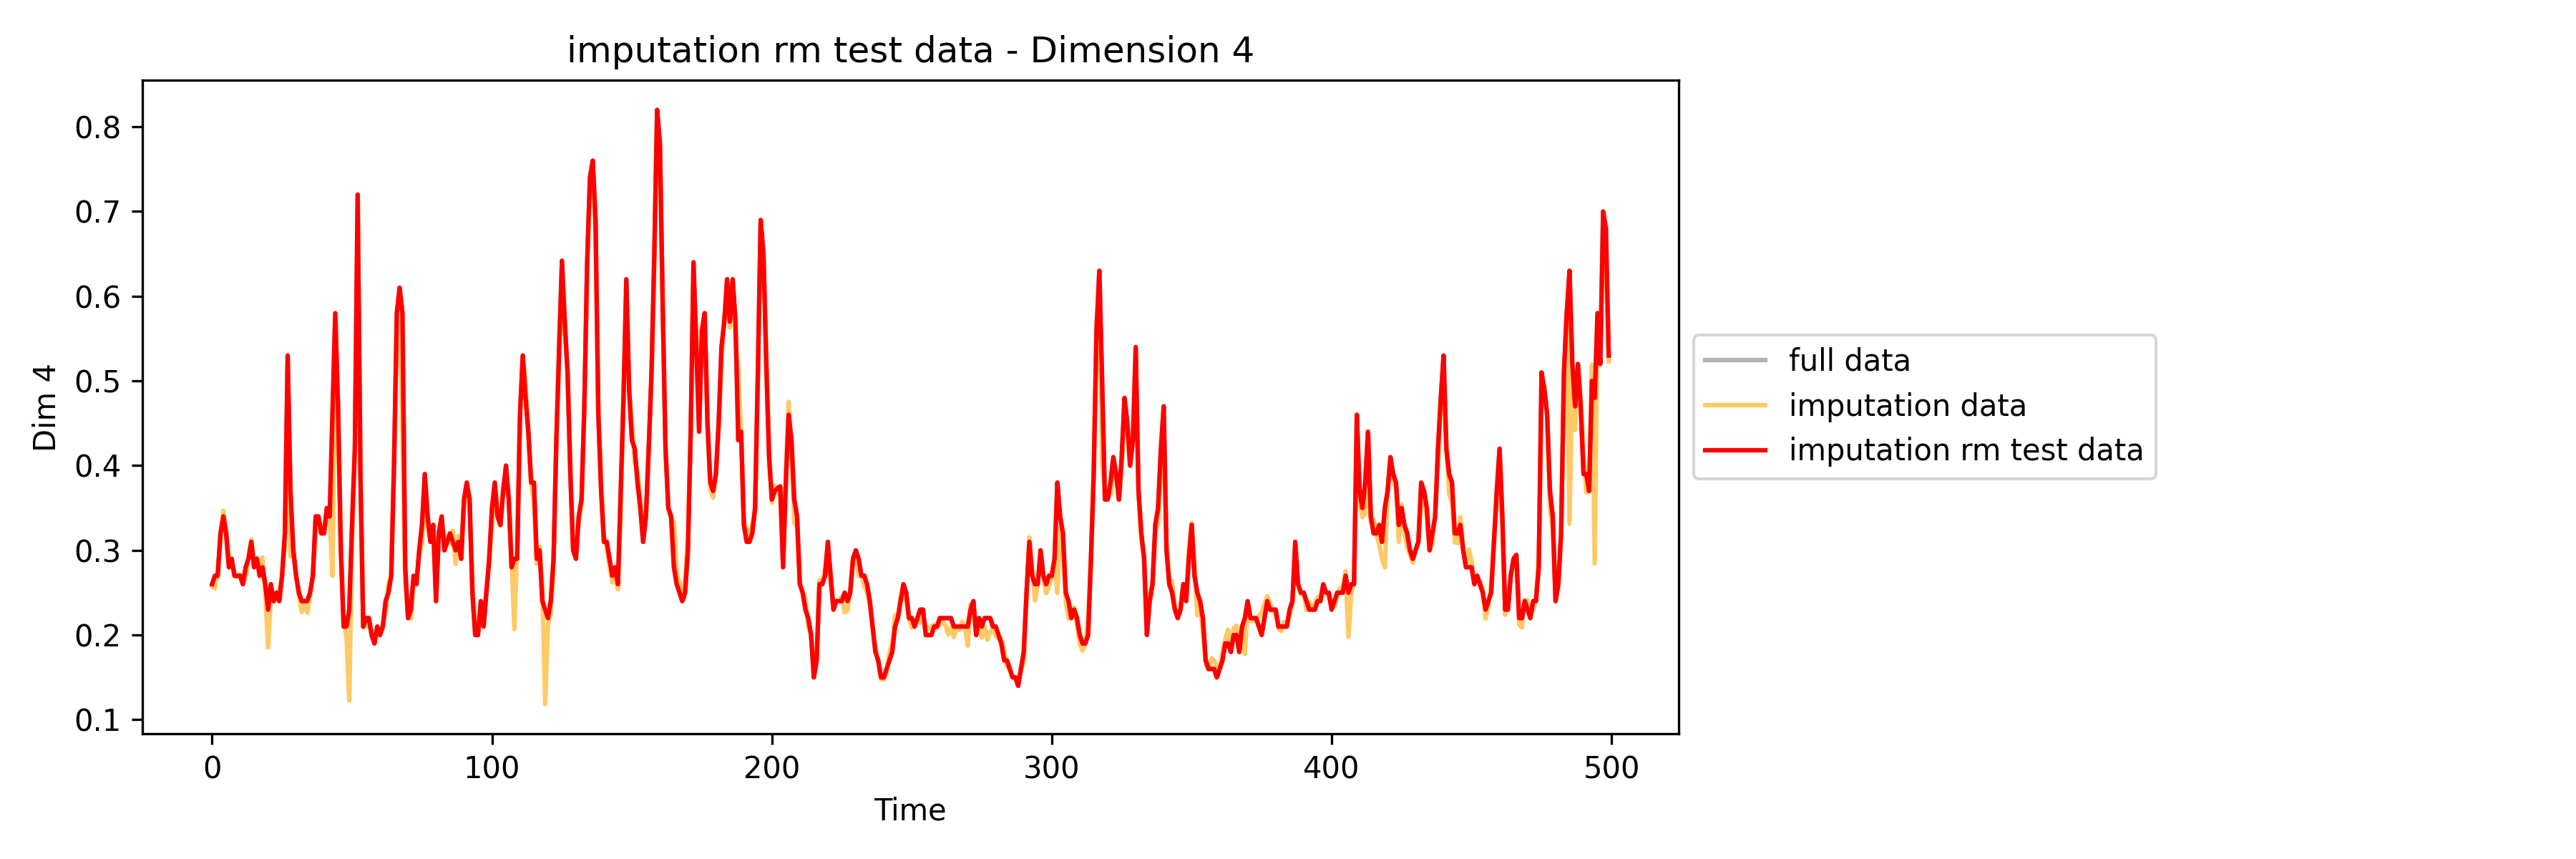 imputation rm test data - Dimension 4
0.8
0.7
0.6
0.5
0.4
0.3
0.2
0.1
Dim 4
0 100 200 300 400 500
Time
full data
imputation data
imputation rm test data